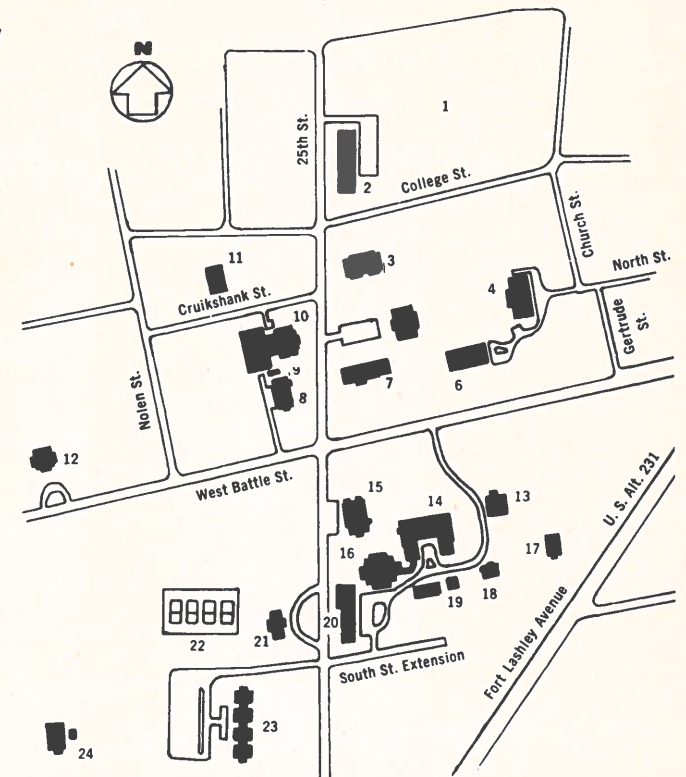 N
1
25th St.
2
College St.
Church St.
3
11
North St.
4
Cruikshank St.
10
Gertrude
St.
9
7
6
8
Nolen St.
12
West Battle St.
U. S. Alt. 231
15
14
13
16
17
19
18
20
21
22
Fort Lashley Avenue
South St. Extension
23
24